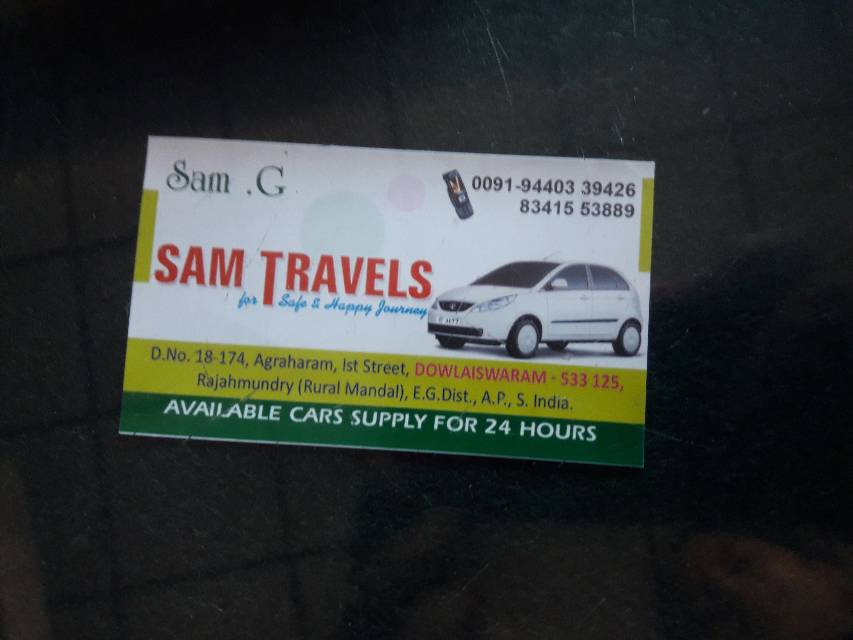 Sam .G
0091-94403 39426
83415 53889
SAM TRAVELS
for Safe & Happy Journey
D.No. 18-174, Agraharam, Ist Street, DOWLAISWARAM - 533 125,
Rajahmundry (Rural Mandal), E.G.Dist., A.P., S. India.
AVAILABLE CARS SUPPLY FOR 24 HOURS